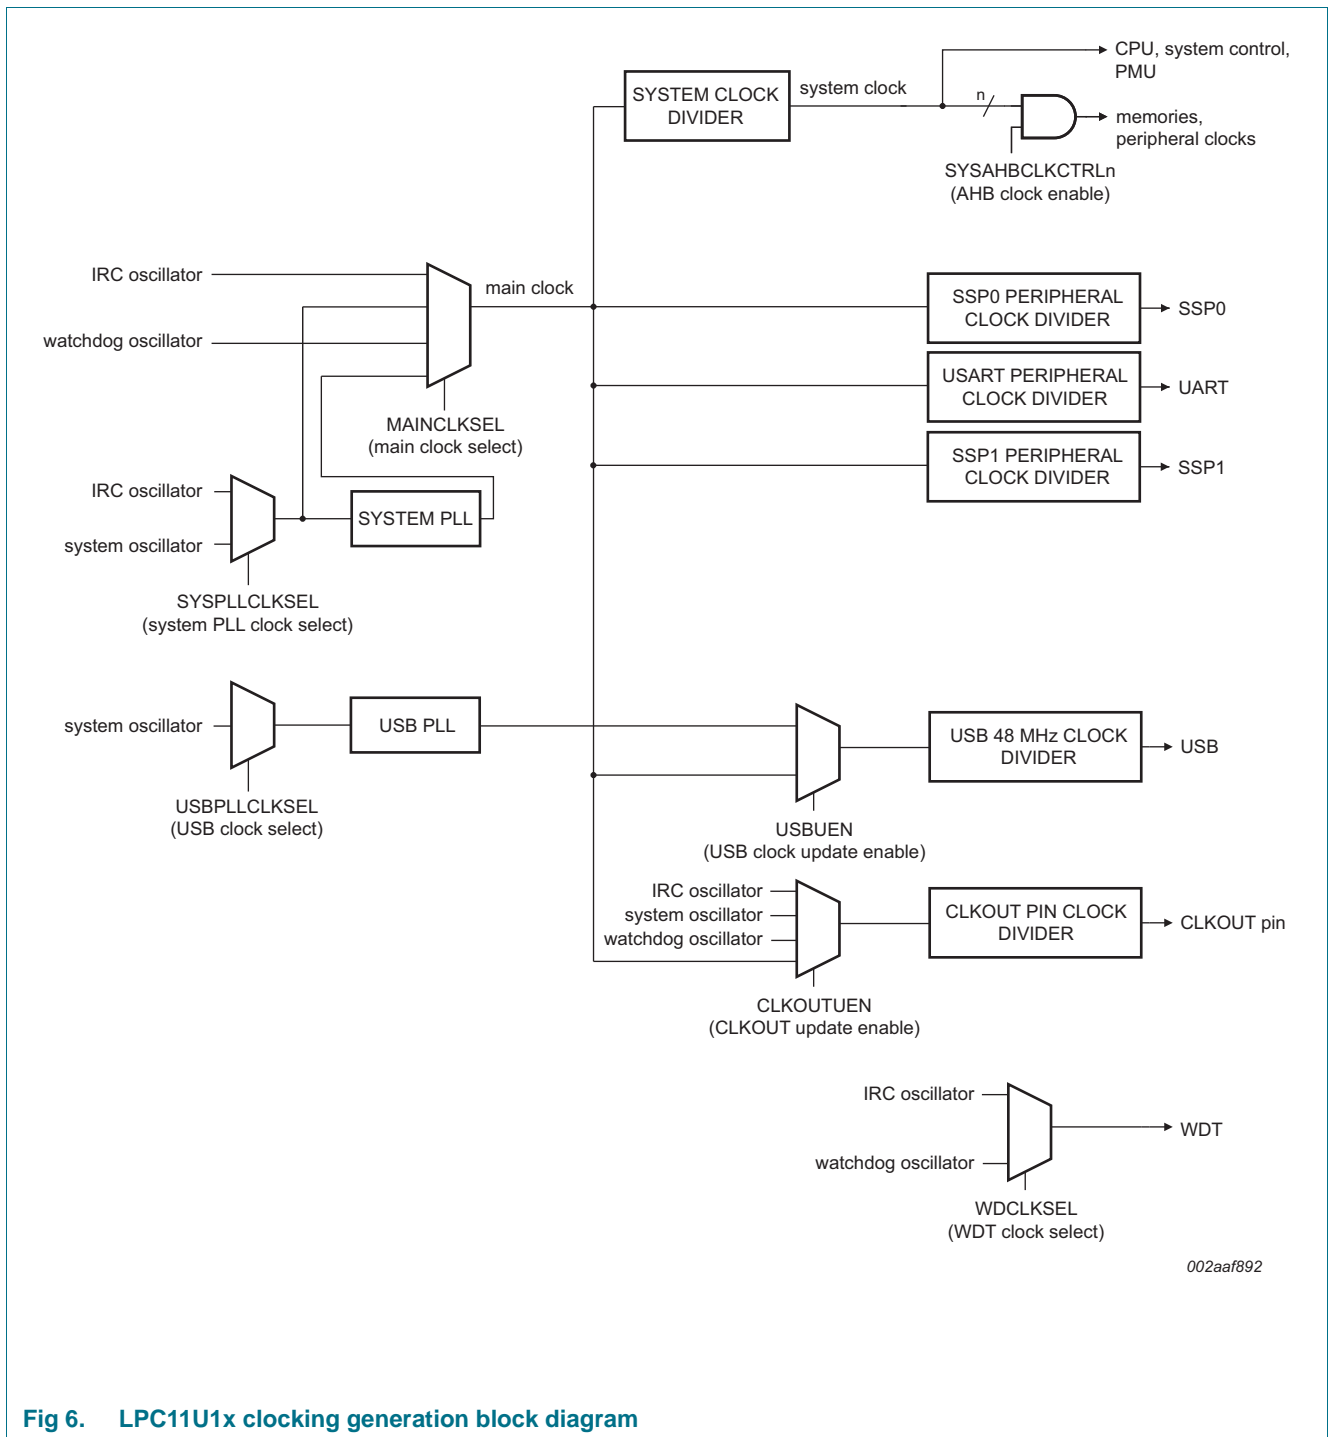 CPU, system control,
PMU
SYSTEM CLOCK
DIVIDER
system clock
n
memories,
peripheral clocks
SYSAHBCLKCTRLn
(AHB clock enable)
IRC oscillator
main clock
watchdog oscillator
SSP0 PERIPHERAL
CLOCK DIVIDER
SSP0
USART PERIPHERAL
CLOCK DIVIDER
UART
MAINCLKSEL
(main clock select)
SSP1 PERIPHERAL
CLOCK DIVIDER
SSP1
IRC oscillator
system oscillator
SYSTEM PLL
SYSPLLCLKSEL
(system PLL clock select)
system oscillator
USB PLL
USB 48 MHz CLOCK
DIVIDER
USB
USBPLLCLKSEL
(USB clock select)
USBUEN
(USB clock update enable)
IRC oscillator
system oscillator
watchdog oscillator
CLKOUT PIN CLOCK
DIVIDER
CLKOUT pin
CLKOUTUEN
(CLKOUT update enable)
IRC oscillator
watchdog oscillator
WDT
WDCLKSEL
(WDT clock select)
002aaf892
Fig 6. LPC11U1x clocking generation block diagram